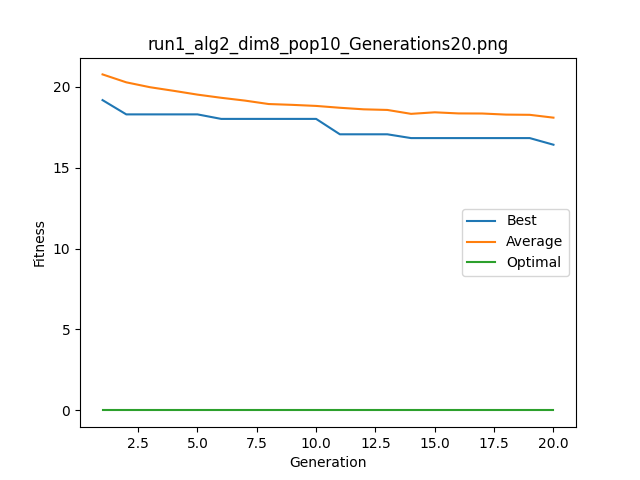 run1_alg2_dim8_pop10_Generations20.png
Fitness
20
15
10
5
0
Best
Average
Optimal
2.5 5.0 7.5 10.0 12.5 15.0 17.5 20.0
Generation